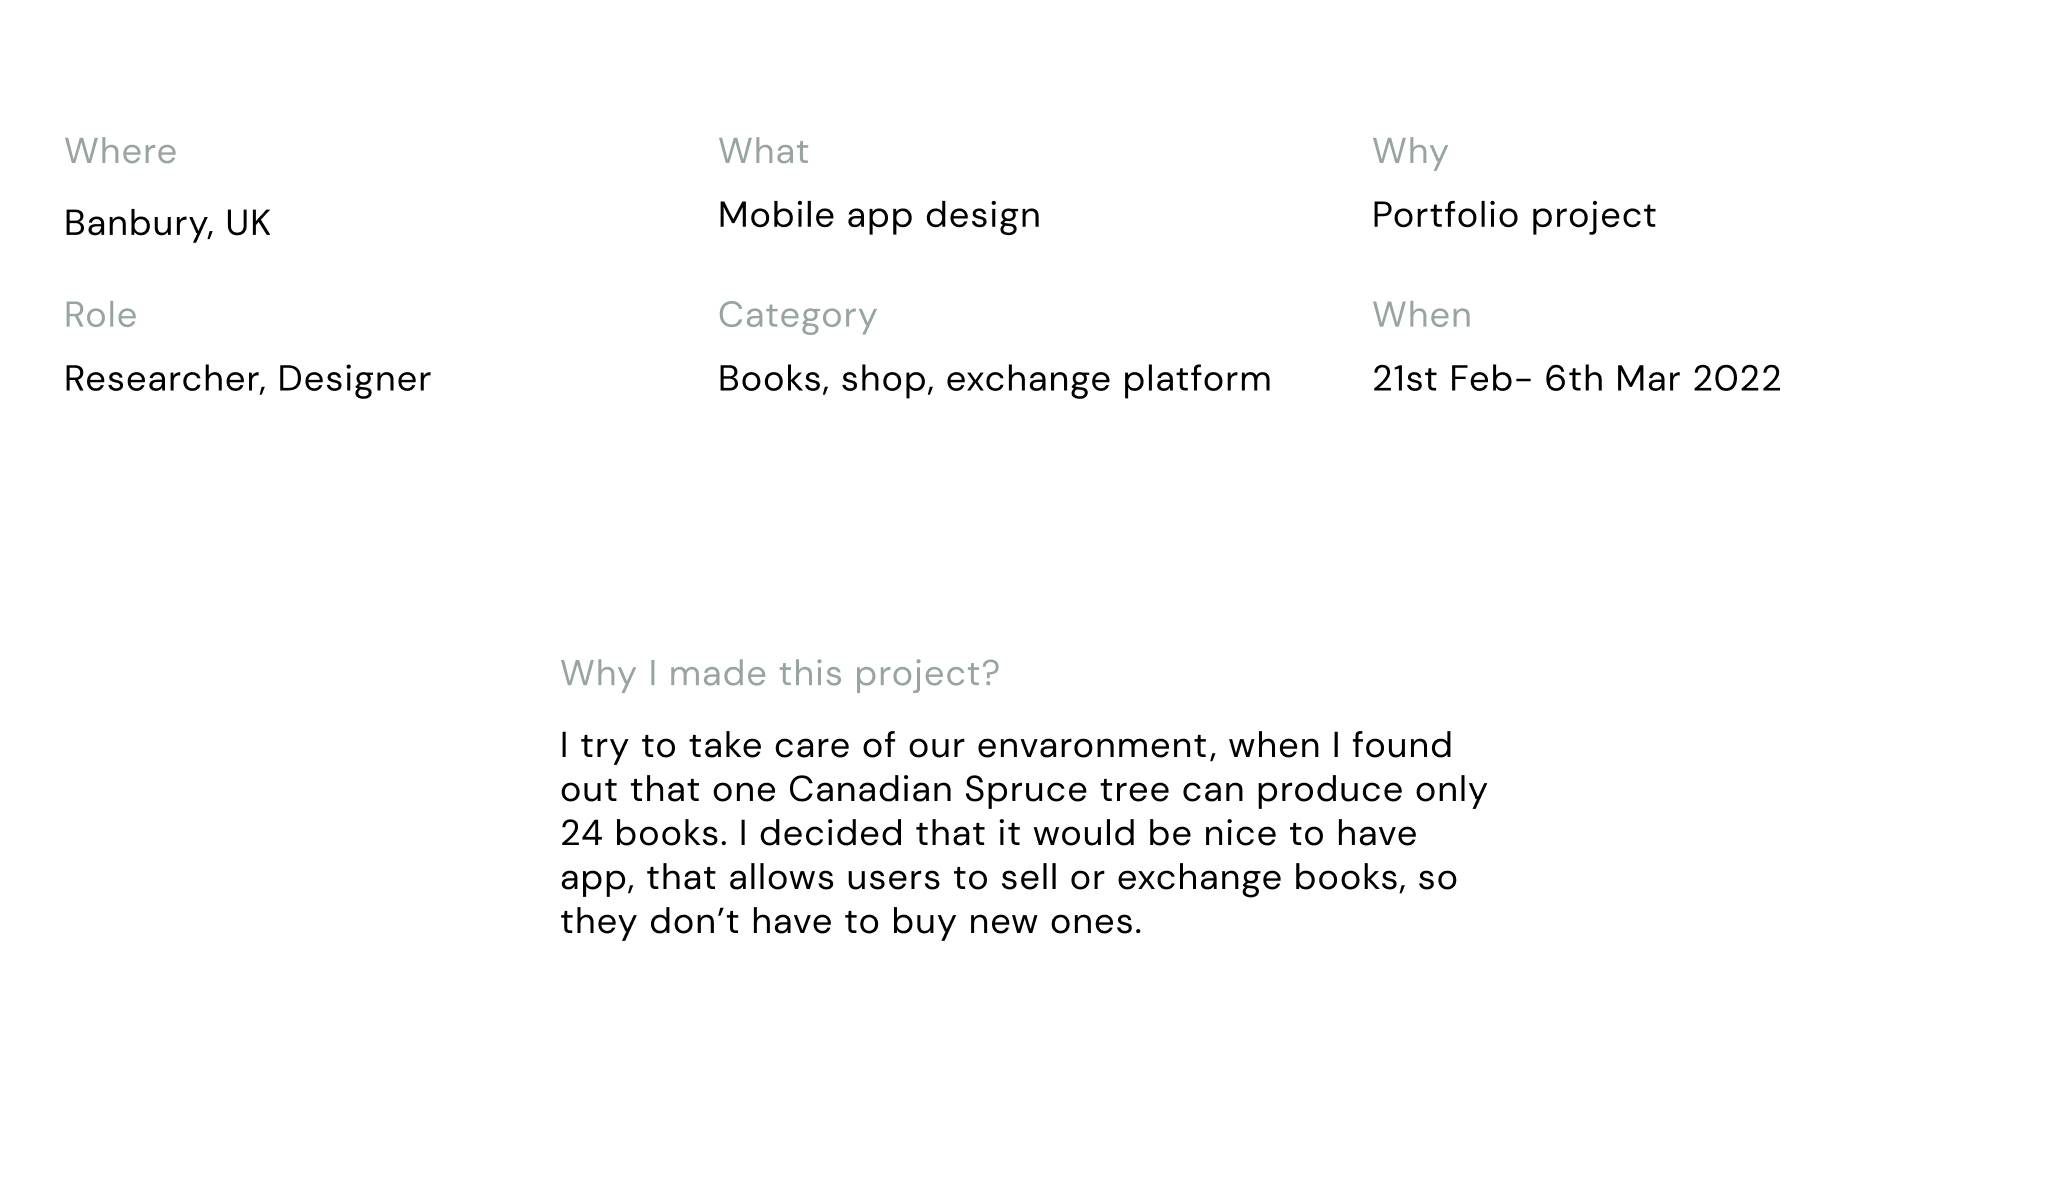 Where
Banbury, UK
What
Mobile app design
Why
Portfolio project
Role
Researcher, Designer
Category
Books, shop, exchange platform
When
21st Feb- 6th Mar 2022
Why I made this project?
I try to take care of our envaronment, when I found
out that one Canadian Spruce tree can produce only
24 books. I decided that it would be nice to have
app, that allows users to sell or exchange books, so
they don’t have to buy new ones.